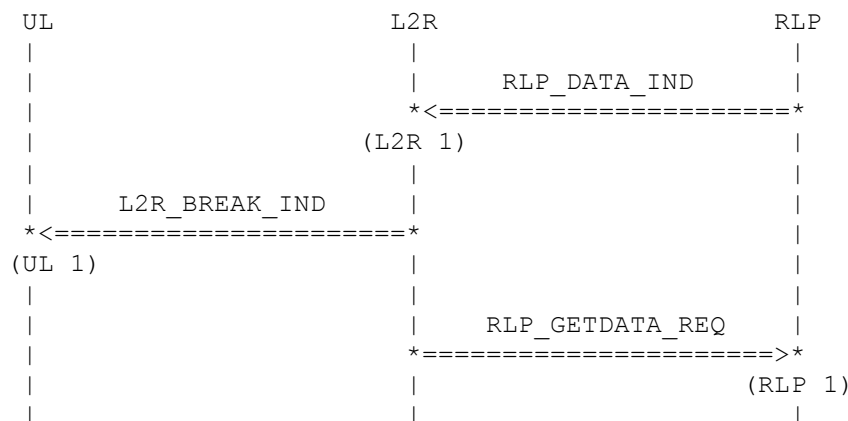 UL L2R RLP
RLP_DATA_IND
*<======================*
(L2R 1)
L2R_BREAK_IND
*<======================*
(UL 1)
RLP_GETDATA_REQ
*======================>*
(RLP 1)